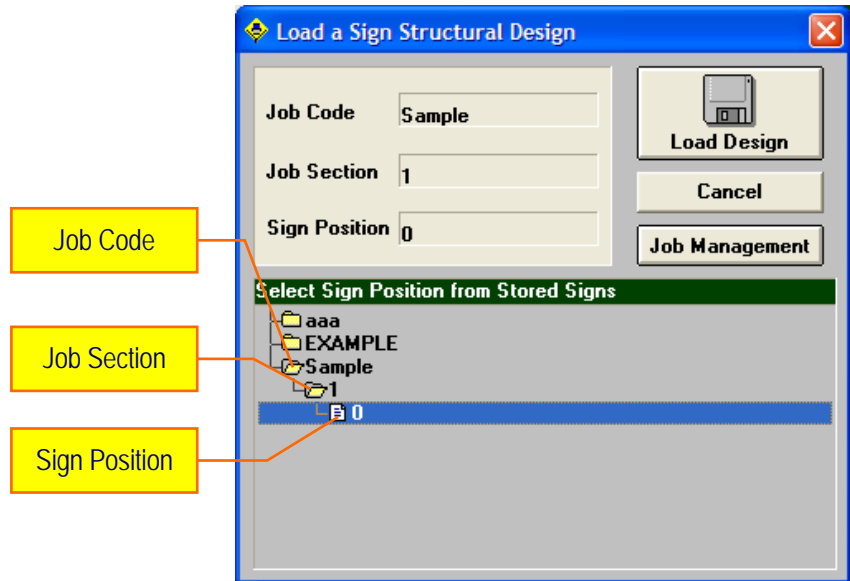 Load a Sign Structural Design
Job Code
Sample
Load Design
Job Section
1
Cancel
Sign Position
0
Job Management
Select Sign Position from Stored Signs
aaa
EXAMPLE
Sample
1
0
Job Code
Job Section
Sign Position